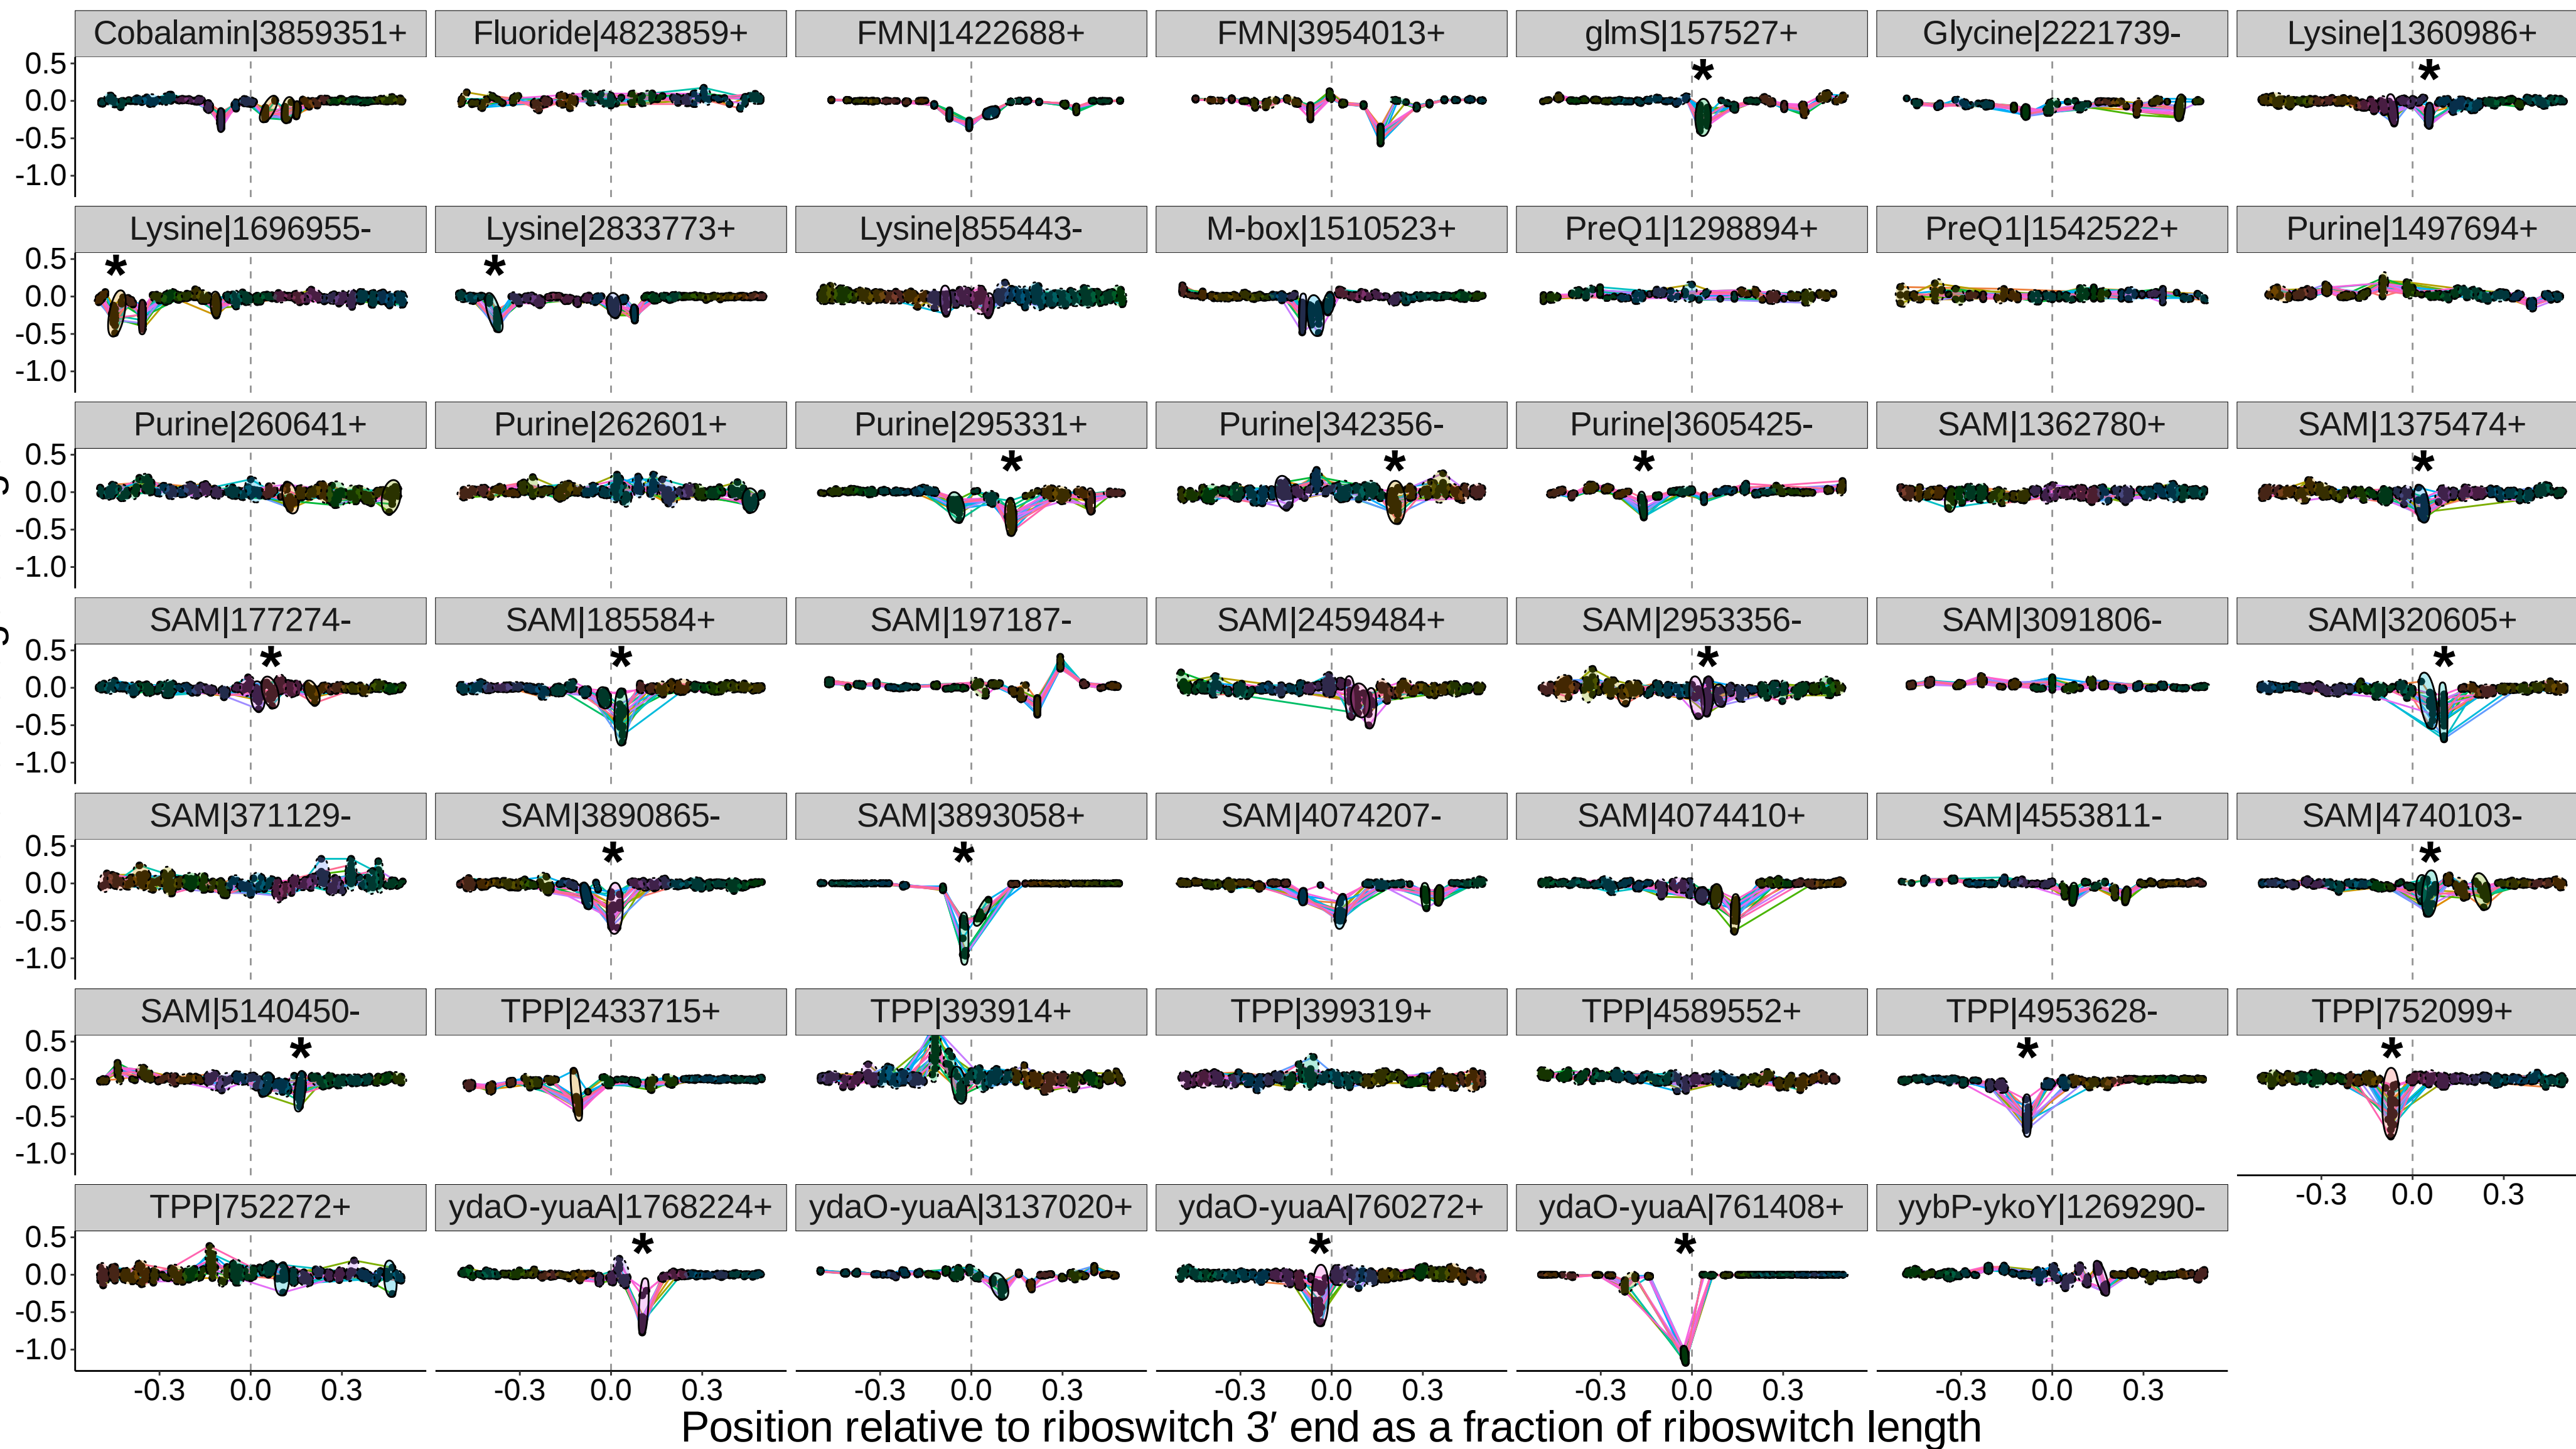 Cobalamin|3859351+ Fluoride|4823859+ FMN|1422688+ FMN|3954013+ glmS|157527+ Glycine|2221739- Lysine|1360986+
0.5 * *
0.0
-0.5
-1.0
Lysine|1696955- Lysine|2833773+ Lysine|855443- M-box|1510523+ PreQ1|1298894+ PreQ1|1542522+ Purine|1497694+
0.5 * *
0.0
-0.5
-1.0
Purine|260641+ Purine|262601+ Purine|295331+ Purine|342356- Purine|3605425- SAM|1362780+ SAM|1375474+
0.5 * * * *
0.0
-0.5
-1.0
SAM|177274- SAM|185584+ SAM|197187- SAM|2459484+ SAM|2953356- SAM|3091806- SAM|320605+
0.5 * * * *
0.0
-0.5
-1.0
SAM|371129- SAM|3890865- SAM|3893058+ SAM|4074207- SAM|4074410+ SAM|4553811- SAM|4740103-
0.5 * * *
0.0
-0.5
-1.0
SAM|5140450- TPP|2433715+ TPP|393914+ TPP|399319+ TPP|4589552+ TPP|4953628- TPP|752099+
0.5 * * *
0.0
-0.5
-1.0
-0.3 0.0 0.3
TPP|752272+ ydaO-yuaA|1768224+ ydaO-yuaA|3137020+ ydaO-yuaA|760272+ ydaO-yuaA|761408+ yybP-ykoY|1269290-
0.5 * * *
0.0
-0.5
-1.0
-0.3 0.0 0.3 -0.3 0.0 0.3 -0.3 0.0 0.3 -0.3 0.0 0.3 -0.3 0.0 0.3 -0.3 0.0 0.3
Position relative to riboswitch 3′ end as a fraction of riboswitch length